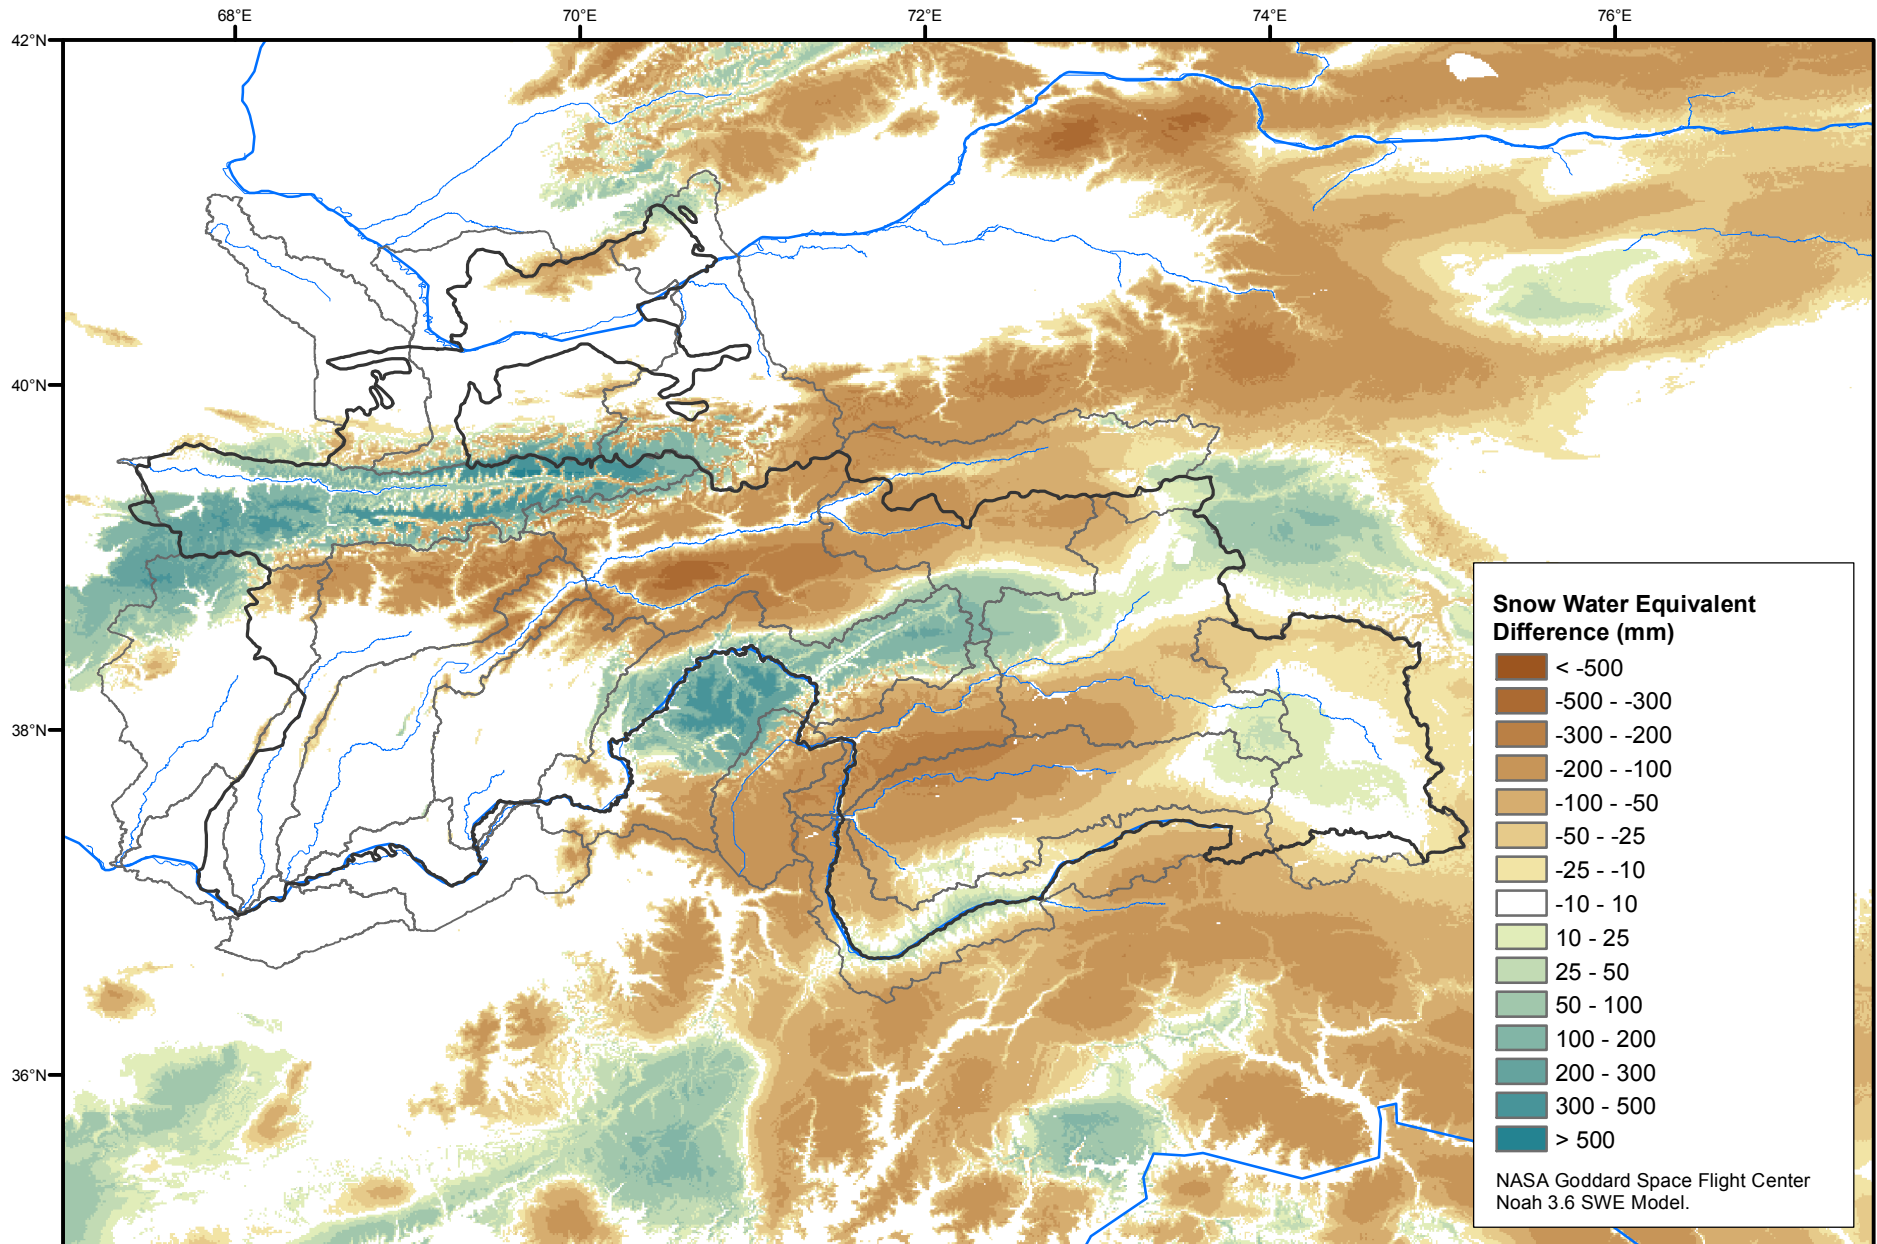 68°E 70°E 72°E 74°E 76°E
42°N
40°N
38°N
36°N
Snow Water Equivalent
Difference (mm)
< -500
-500 - -300
-300 - -200
-200 - -100
-100 - -50
-50 - -25
-25 - -10
-10 - 10
10 - 25
25 - 50
50 - 100
100 - 200
200 - 300
300 - 500
> 500
NASA Goddard Space Flight Center
Noah 3.6 SWE Model.